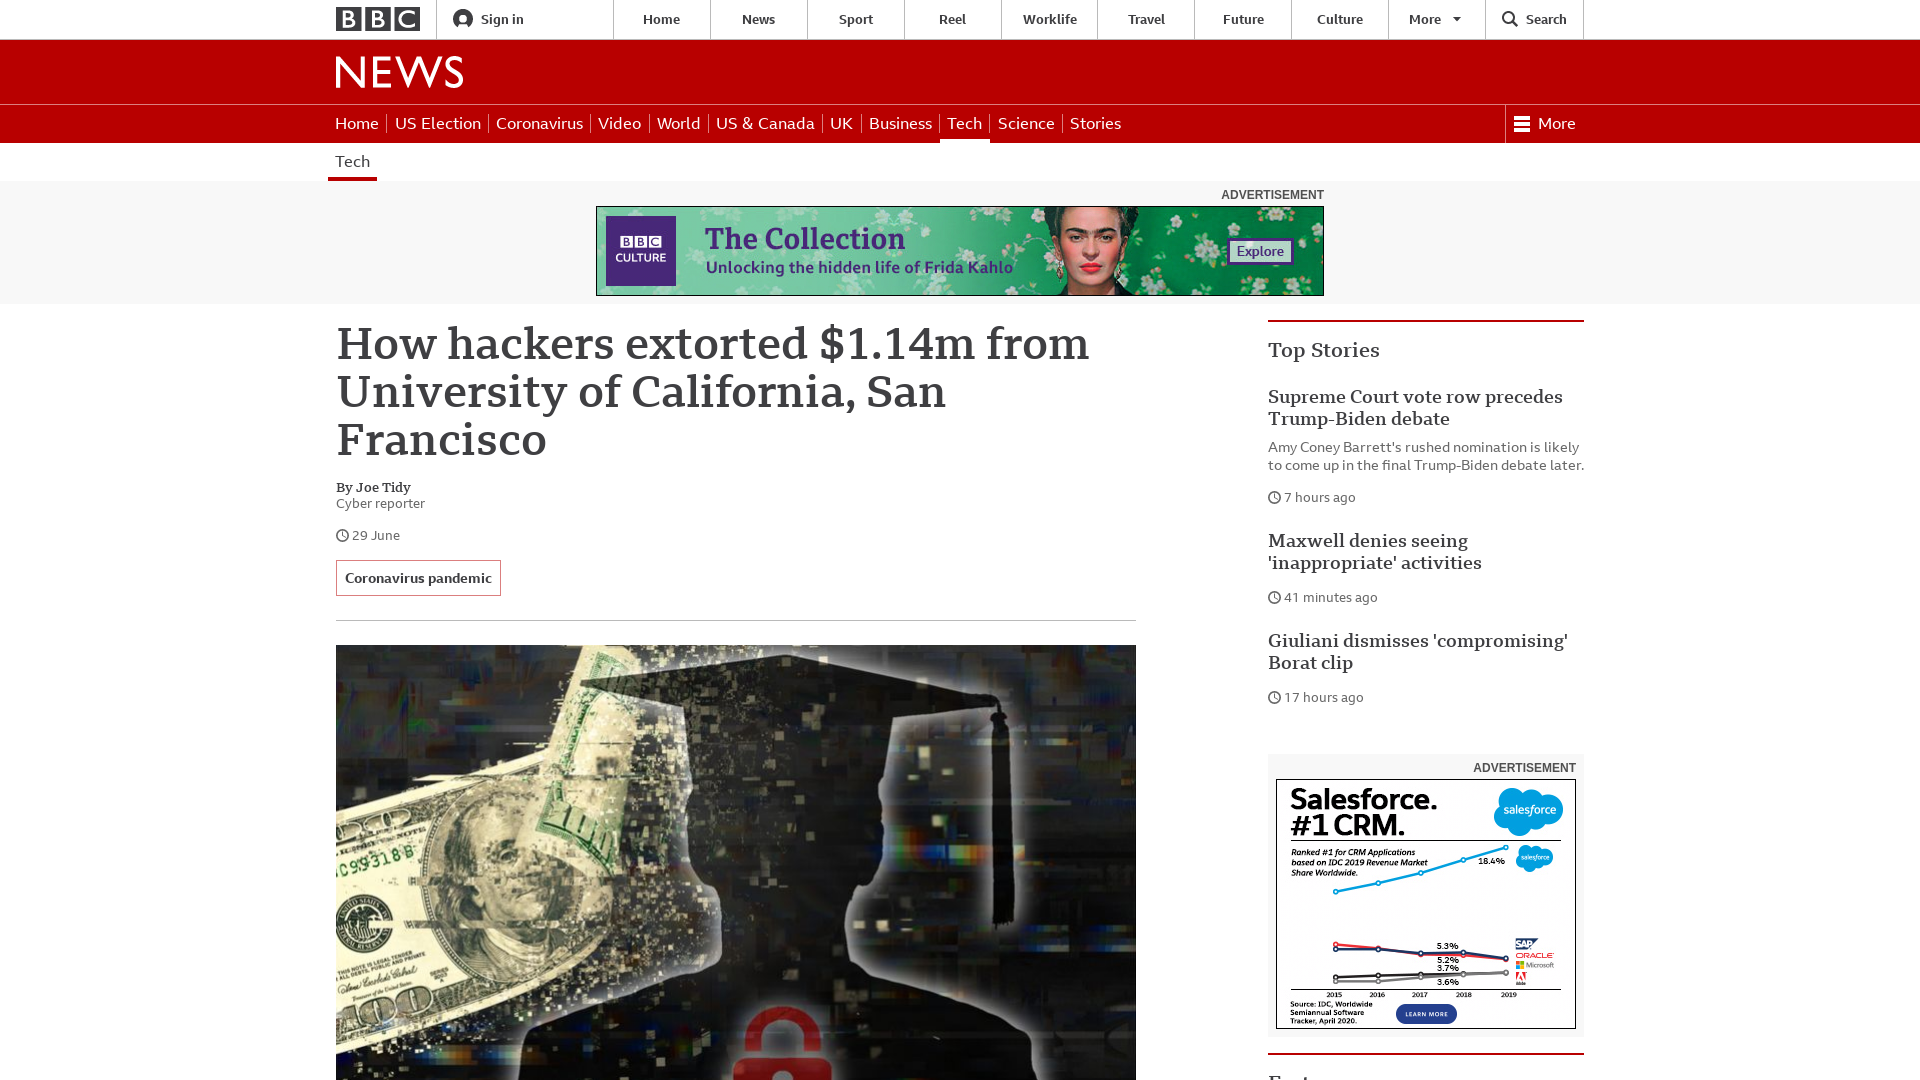 BBC
Sign in
Home
News
Sport
Reel
Worklife
Travel
Future
Culture
More
Search
NEWS
Home
US Election
Coronavirus
Video
World
US & Canada
UK
Business
Tech
Science
Stories
More
Tech
ADVERTISEMENT
BBC
CULTURE
The Collection
Unlocking the hidden life of Frida Kahlo
Explore
How hackers extorted $1.14m from
University of California, San
Francisco
By Joe Tidy
Cyber reporter
29 June
Coronavirus pandemic
Top Stories
Supreme Court vote row precedes
Trump-Biden debate
Amy Coney Barrett's rushed nomination is likely
to come up in the final Trump-Biden debate later.
7 hours ago
Maxwell denies seeing
'inappropriate' activities
41 minutes ago
Giuliani dismisses 'compromising'
Borat clip
17 hours ago
ADVERTISEMENT
Salesforce.
#1 CRM.
salesforce
Ranked #1 for CRM Applications
based on IDC 2019 Revenue Market
Share Worldwide.
18.4%
salesforce
5.3%
5.2%
3.7%
3.6%
SAP
ORACLE
Microsoft
Adobe
2015
2016
2017
2018
2019
Source: IDC, Worldwide
Semiannual Software
Tracker, April 2020.
LEARN MORE